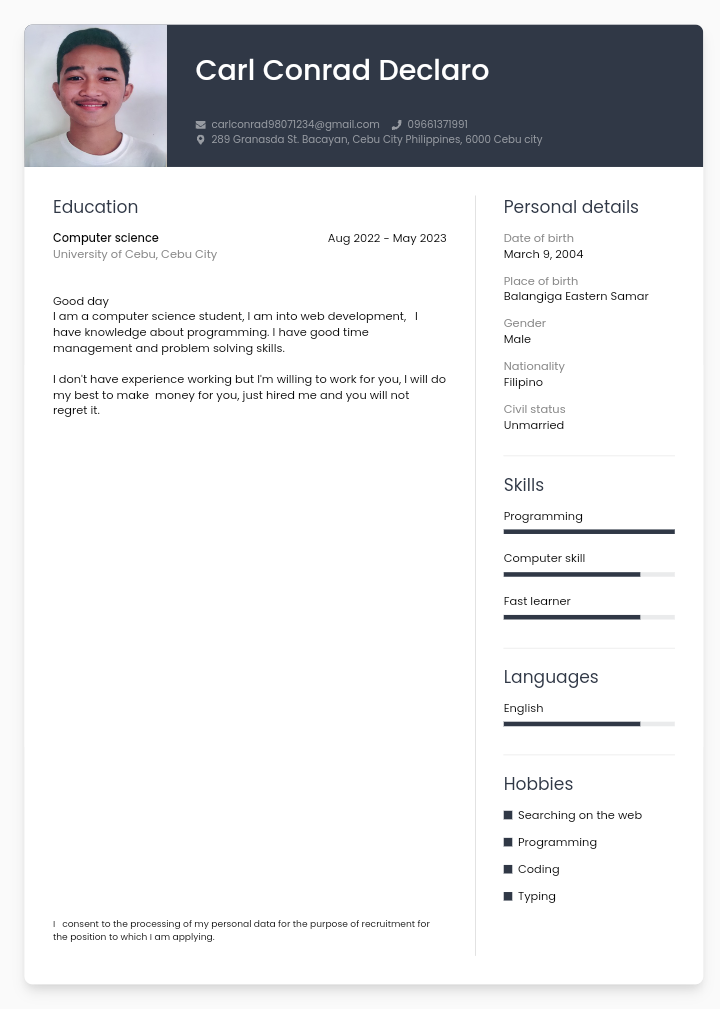 Carl Conrad Declaro
carlconrad98071234@gmail.com 09661371991
289 Granasda St. Bacayan, Cebu City Philippines, 6000 Cebu city
Education
Computer science Aug 2022 - May 2023
University of Cebu, Cebu City
Good day
I am a computer science student, I am into web development, I
have knowledge about programming. I have good time
management and problem solving skills.
I don't have experience working but I'm willing to work for you, I will do
my best to make money for you, just hired me and you will not
regret it.
I consent to the processing of my personal data for the purpose of recruitment for
the position to which I am applying.
Personal details
Date of birth
March 9, 2004
Place of birth
Balangiga Eastern Samar
Gender
Male
Nationality
Filipino
Civil status
Unmarried
Skills
Programming
Computer skill
Fast learner
Languages
English
Hobbies
Searching on the web
Programming
Coding
Typing